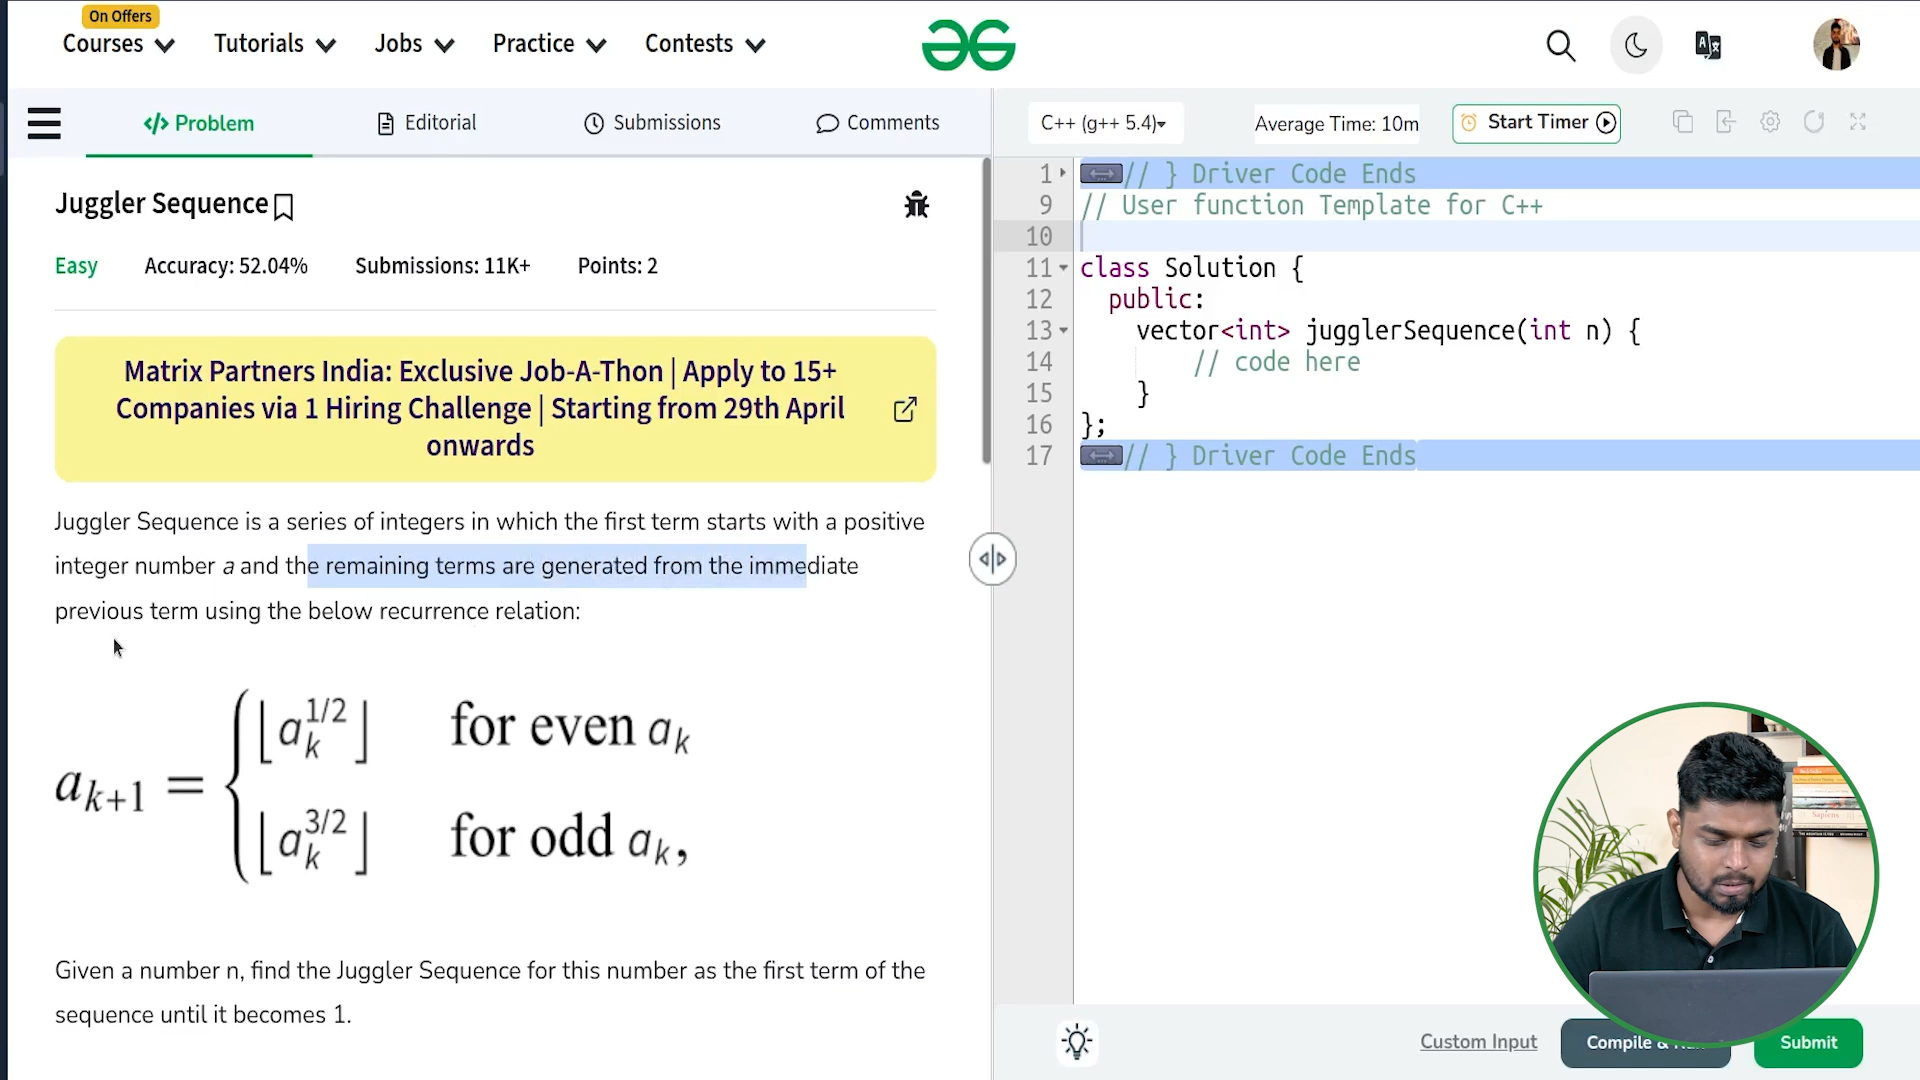 On Offers
Courses Tutorials Jobs Practice Contests
Problem Editorial Submissions Comments
C++ (g++ 5.4) Average Time: 10m Start Timer
Juggler Sequence
Easy Accuracy: 52.04% Submissions: 11K+ Points: 2
Matrix Partners India: Exclusive Job-A-Thon | Apply to 15+
Companies via 1 Hiring Challenge | Starting from 29th April
onwards
Juggler Sequence is a series of integers in which the first term starts with a positive
integer number a and the remaining terms are generated from the immediate
previous term using the below recurrence relation:
a_{k+1} = { ⌊a_k^{1/2}⌋ for even a_k
⌊a_k^{3/2}⌋ for odd a_k,
Given a number n, find the Juggler Sequence for this number as the first term of the
sequence until it becomes 1.
1 // } Driver Code Ends
9 // User function Template for C++
10
11 class Solution {
12 public:
13 vector<int> jugglerSequence(int n) {
14 // code here
15 }
16 };
17 // } Driver Code Ends
Sapiens
Custom Input Compile & Submit